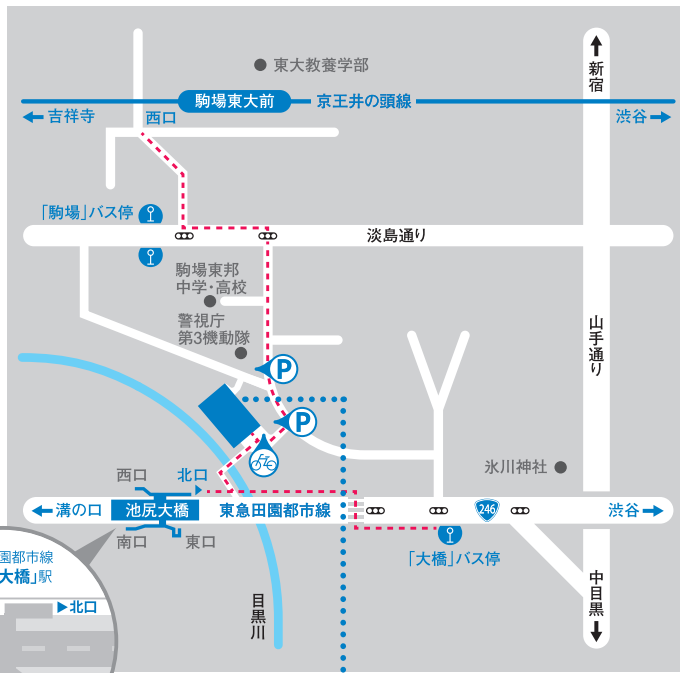 東大教養学部
新宿
駒場東大前
京王井の頭線
吉祥寺
西口
渋谷
「駒場」バス停
淡島通り
駒場東邦
中学・高校
警視庁
第3機動隊
山手通り
P
P
氷川神社
西口
北口
溝の口
池尻大橋
東急田園都市線
246
渋谷
南口
東口
「大橋」バス停
園都市線
大橋」駅
北口
目黒川
中目黒